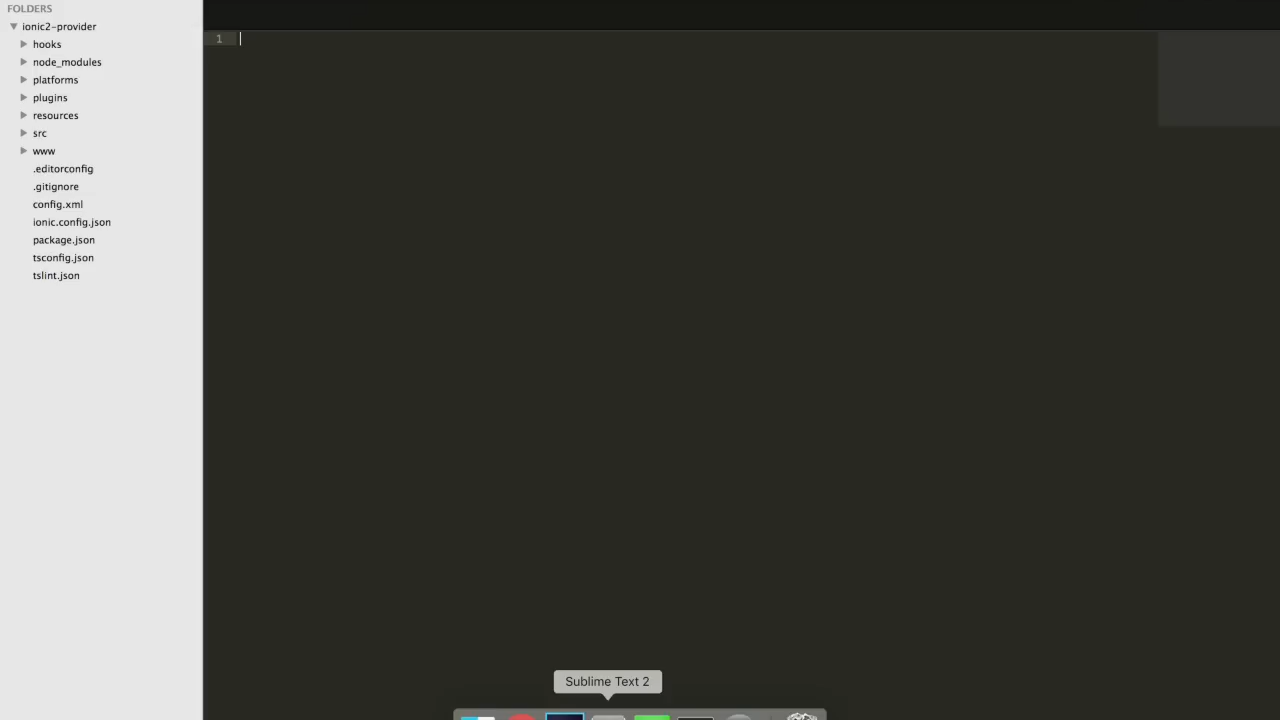 FOLDERS
ionic2-provider
hooks
node_modules
platforms
plugins
resources
src
www
.editorconfig
.gitignore
config.xml
ionic.config.json
package.json
tsconfig.json
tslint.json
1
Sublime Text 2